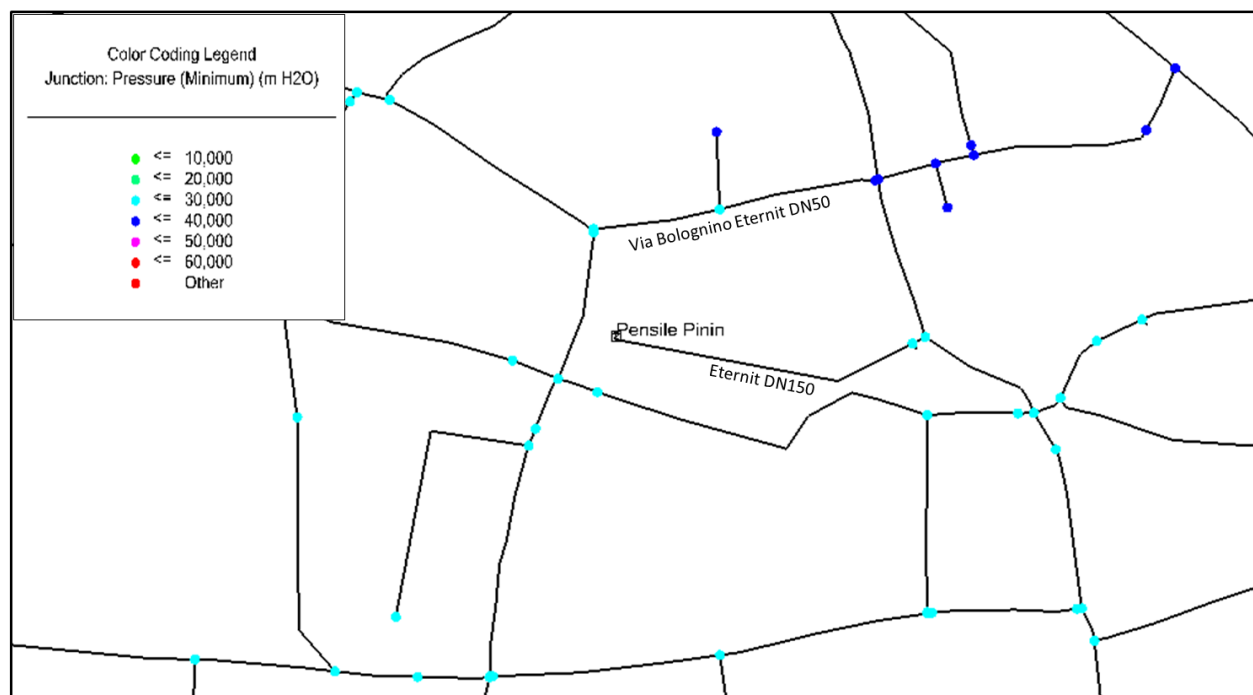 Color Coding Legend
Junction: Pressure (Minimum) (m H2O)
<= 10,000
<= 20,000
<= 30,000
<= 40,000
<= 50,000
<= 60,000
Other
Via Bolognino Eternit DN50
Pensile Pinin
Eternit DN150